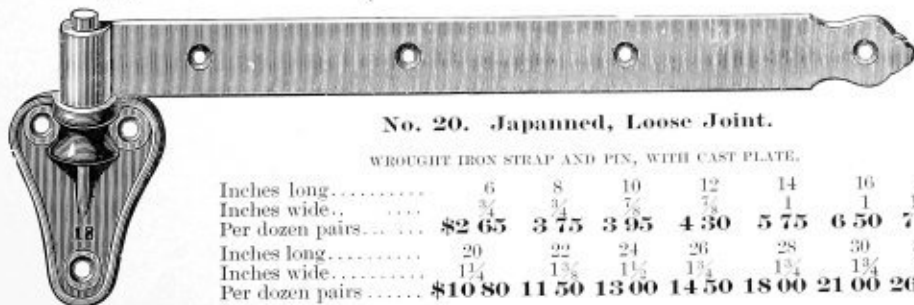 18
No. 20. Japanned, Loose Joint.
WROUGHT IRON STRAP AND PIN, WITH CAST PLATE.
Inches long.......... 6 8 10 12 14 16
Inches wide.. .... ¾ ¾ ⅞ ⅞ 1 1
Per dozen pairs...... $2 65 3 75 3 95 4 30 5 75 6 50
Inches long.......... 20 22 24 26 28 30
Inches wide.......... 1¼ 1⅜ 1½ 1¾ 1¾ 1¾
Per dozen pairs...... $10 80 11 50 13 00 14 50 18 00 21 00